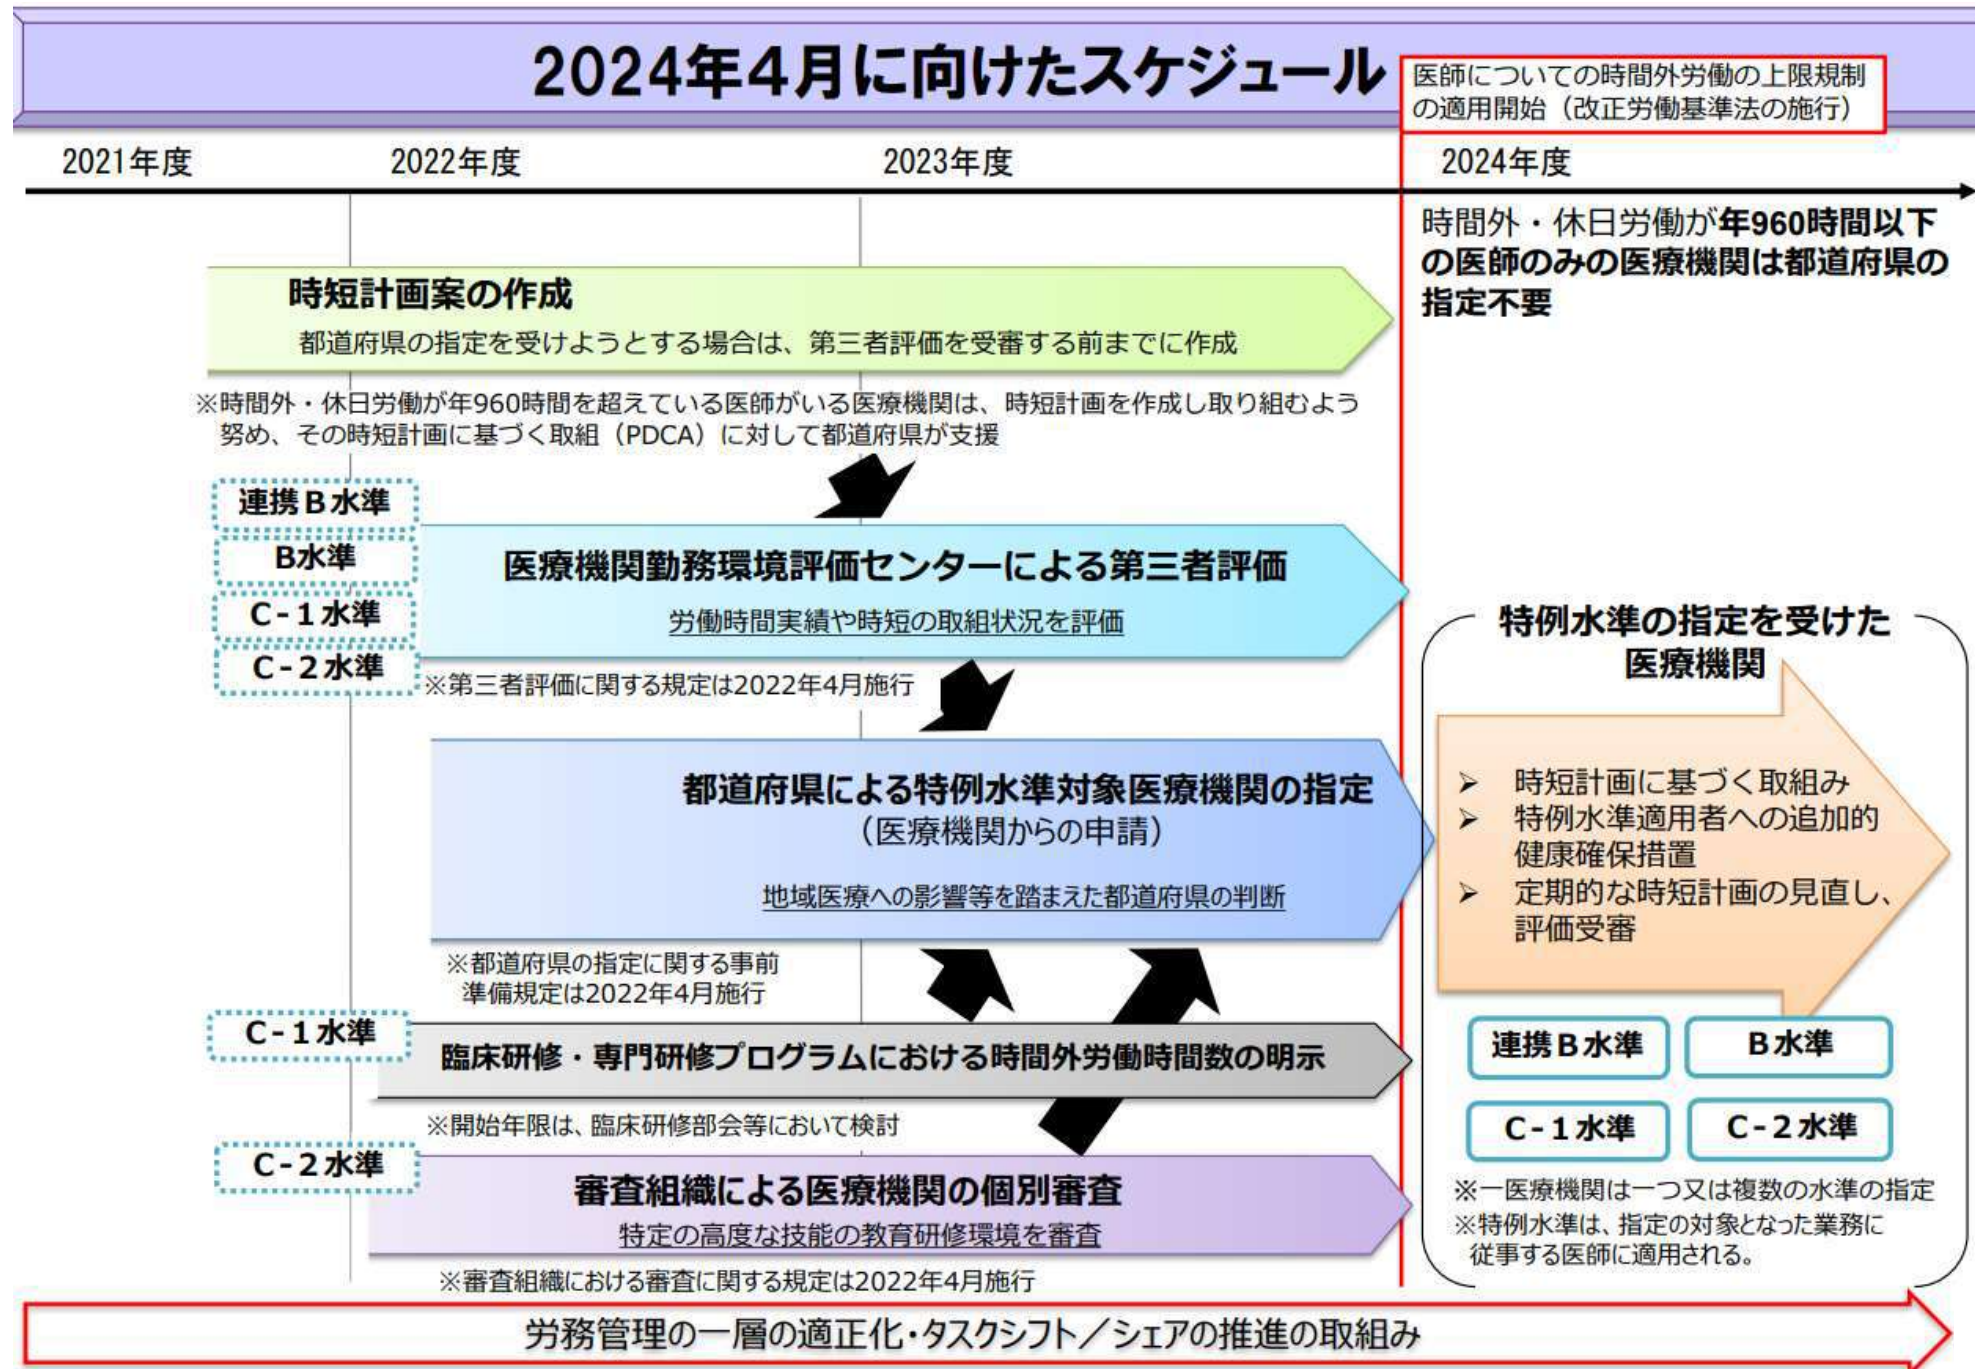 2024年4月に向けたスケジュール
医師についての時間外労働の上限規制
の適用開始（改正労働基準法の施行）
2021年度
2022年度
2023年度
2024年度
時間外・休日労働が年960時間以下
の医師のみの医療機関は都道府県の
指定不要
時短計画案の作成
都道府県の指定を受けようとする場合は、第三者評価を受審する前までに作成
※時間外・休日労働が年960時間を超えている医師がいる医療機関は、時短計画を作成し取り組むよう
努め、その時短計画に基づく取組（PDCA）に対して都道府県が支援
連携Ｂ水準
B水準
C-1水準
C-2水準
医療機関勤務環境評価センターによる第三者評価
労働時間実績や時短の取組状況を評価
※第三者評価に関する規定は2022年4月施行
都道府県による特例水準対象医療機関の指定
（医療機関からの申請）
地域医療への影響等を踏まえた都道府県の判断
※都道府県の指定に関する事前
準備規定は2022年4月施行
C-1水準
臨床研修・専門研修プログラムにおける時間外労働時間数の明示
※開始年限は、臨床研修部会等において検討
C-2水準
審査組織による医療機関の個別審査
特定の高度な技能の教育研修環境を審査
※審査組織における審査に関する規定は2022年4月施行
特例水準の指定を受けた
医療機関
➢ 時短計画に基づく取組み
➢ 特例水準適用者への追加的
健康確保措置
➢ 定期的な時短計画の見直し、
評価受審
連携Ｂ水準
B水準
C-1水準
C-2水準
※一医療機関は一つ又は複数の水準の指定
※特例水準は、指定の対象となった業務に
従事する医師に適用される。
労務管理の一層の適正化・タスクシフト／シェアの推進の取組み